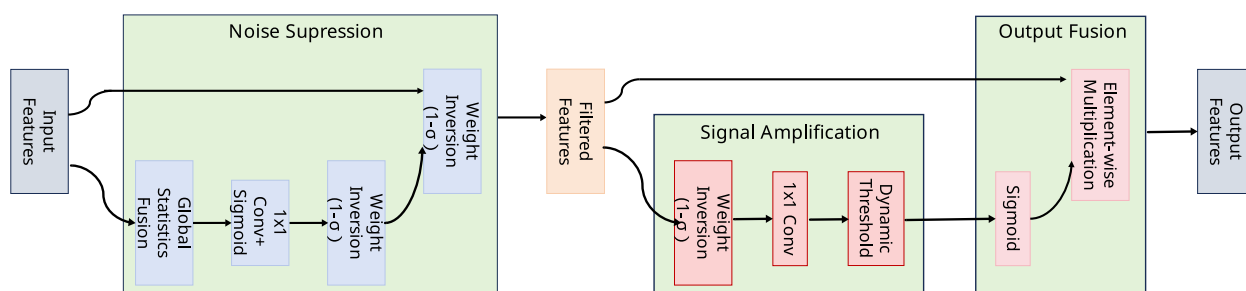 Noise Supression
Output Fusion
Input
Features
Weight
Inversion
(1-σ )
Global
Statistics
Fusion
1x1
Conv+
Sigmoid
Weight
Inversion
(1-σ )
Filtered
Features
Signal Amplification
Weight
Inversion
(1-σ )
1x1 Conv
Dynamic
Threshold
Sigmoid
Element-wise
Multiplication
Output
Features